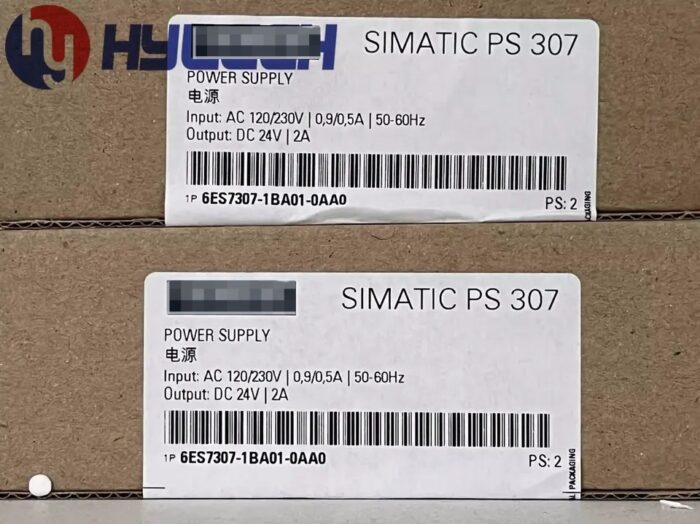 HYTECH
SIMATIC PS 307
POWER SUPPLY
电源
Input: AC 120/230V | 0,9/0,5A | 50-60Hz
Output: DC 24V | 2A
1P 6ES7307-1BA01-0AA0
PS: 2
PACKAGING
SIMATIC PS 307
POWER SUPPLY
电源
Input: AC 120/230V | 0,9/0,5A | 50-60Hz
Output: DC 24V | 2A
1P 6ES7307-1BA01-0AA0
PS: 2
PACKAGING